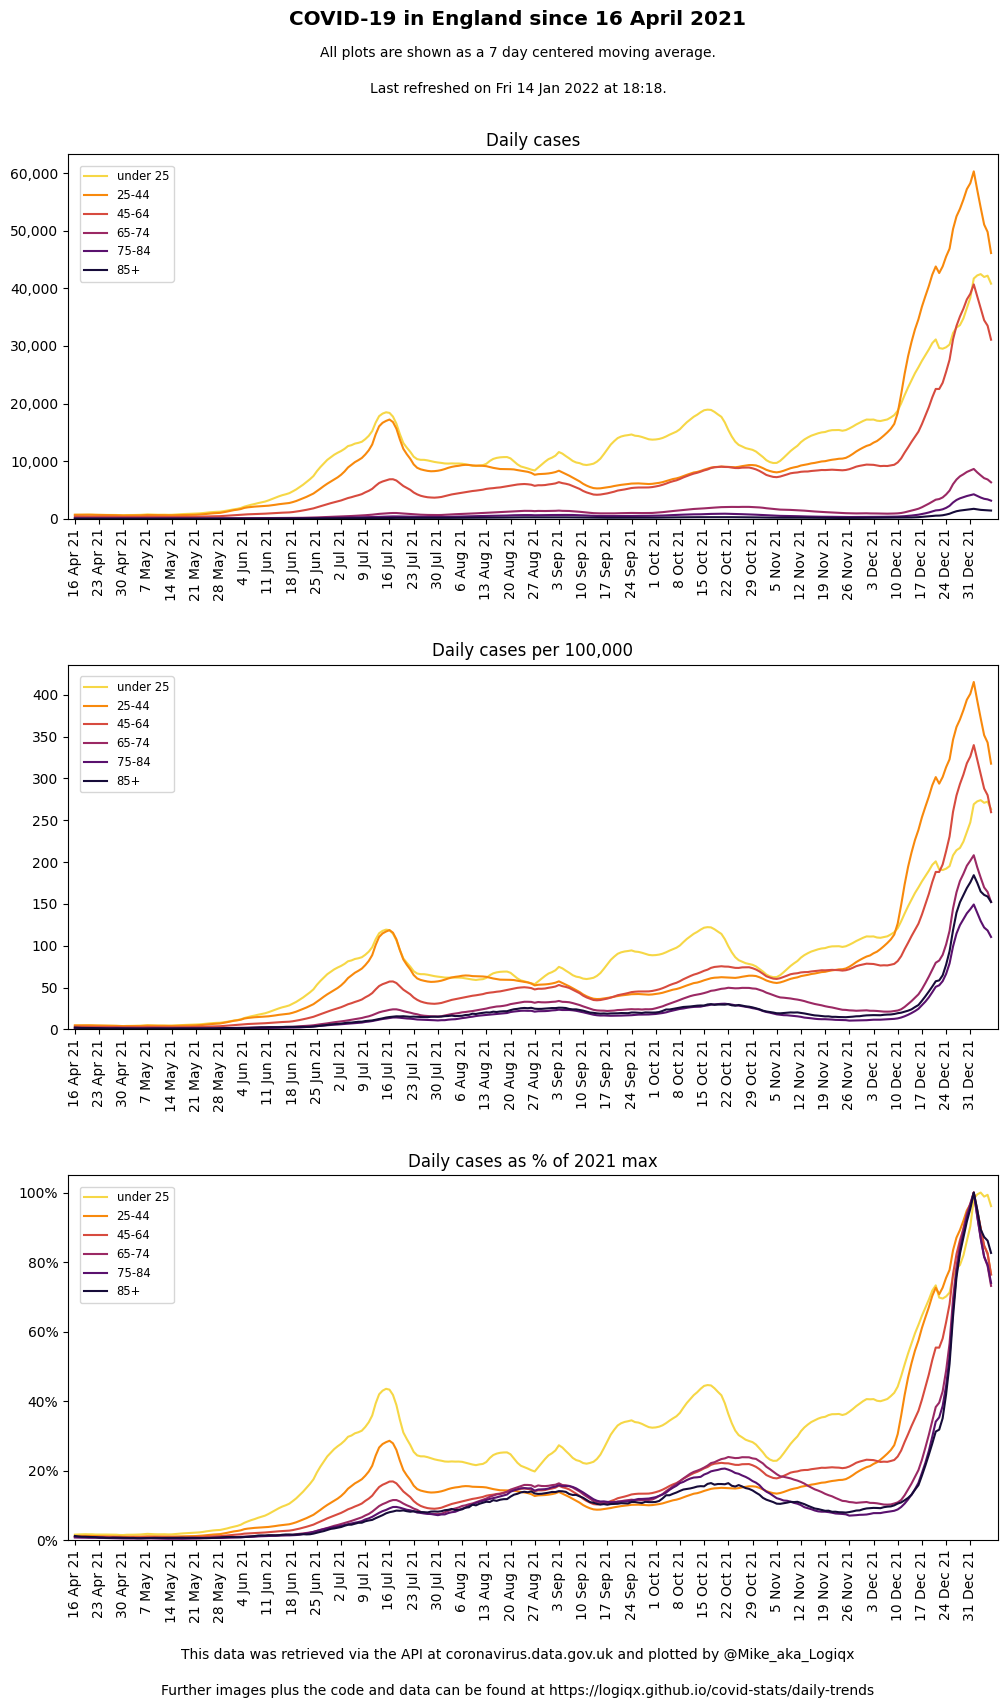 COVID-19 in England since 16 April 2021
All plots are shown as a 7 day centered moving average.
Last refreshed on Fri 14 Jan 2022 at 18:18.
Daily cases
60,000
50,000
40,000
30,000
20,000
10,000
0
under 25
25-44
45-64
65-74
75-84
85+
16 Apr 21
23 Apr 21
30 Apr 21
7 May 21
14 May 21
21 May 21
28 May 21
4 Jun 21
11 Jun 21
18 Jun 21
25 Jun 21
2 Jul 21
9 Jul 21
16 Jul 21
23 Jul 21
30 Jul 21
6 Aug 21
13 Aug 21
20 Aug 21
27 Aug 21
3 Sep 21
10 Sep 21
17 Sep 21
24 Sep 21
1 Oct 21
8 Oct 21
15 Oct 21
22 Oct 21
29 Oct 21
5 Nov 21
12 Nov 21
19 Nov 21
26 Nov 21
3 Dec 21
10 Dec 21
17 Dec 21
24 Dec 21
31 Dec 21
Daily cases per 100,000
400
350
300
250
200
150
100
50
0
under 25
25-44
45-64
65-74
75-84
85+
16 Apr 21
23 Apr 21
30 Apr 21
7 May 21
14 May 21
21 May 21
28 May 21
4 Jun 21
11 Jun 21
18 Jun 21
25 Jun 21
2 Jul 21
9 Jul 21
16 Jul 21
23 Jul 21
30 Jul 21
6 Aug 21
13 Aug 21
20 Aug 21
27 Aug 21
3 Sep 21
10 Sep 21
17 Sep 21
24 Sep 21
1 Oct 21
8 Oct 21
15 Oct 21
22 Oct 21
29 Oct 21
5 Nov 21
12 Nov 21
19 Nov 21
26 Nov 21
3 Dec 21
10 Dec 21
17 Dec 21
24 Dec 21
31 Dec 21
Daily cases as % of 2021 max
100%
80%
60%
40%
20%
0%
under 25
25-44
45-64
65-74
75-84
85+
16 Apr 21
23 Apr 21
30 Apr 21
7 May 21
14 May 21
21 May 21
28 May 21
4 Jun 21
11 Jun 21
18 Jun 21
25 Jun 21
2 Jul 21
9 Jul 21
16 Jul 21
23 Jul 21
30 Jul 21
6 Aug 21
13 Aug 21
20 Aug 21
27 Aug 21
3 Sep 21
10 Sep 21
17 Sep 21
24 Sep 21
1 Oct 21
8 Oct 21
15 Oct 21
22 Oct 21
29 Oct 21
5 Nov 21
12 Nov 21
19 Nov 21
26 Nov 21
3 Dec 21
10 Dec 21
17 Dec 21
24 Dec 21
31 Dec 21
This data was retrieved via the API at coronavirus.data.gov.uk and plotted by @Mike_aka_Logiqx
Further images plus the code and data can be found at https://logiqx.github.io/covid-stats/daily-trends